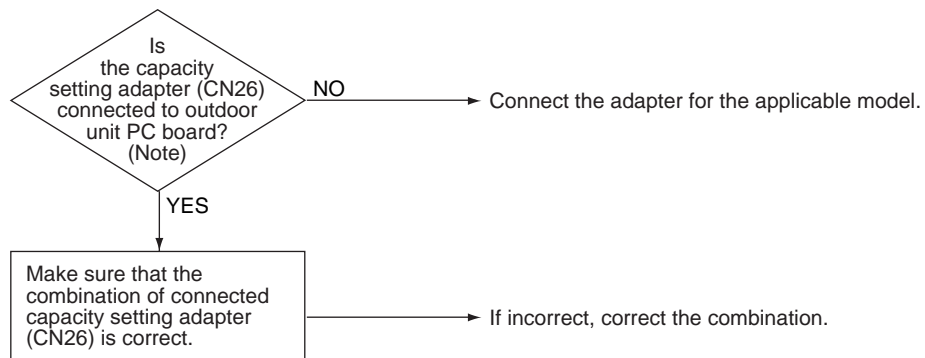 Is
the capacity
setting adapter (CN26)
connected to outdoor
unit PC board?
(Note)
NO
Connect the adapter for the applicable model.
YES
Make sure that the
combination of connected
capacity setting adapter
(CN26) is correct.
If incorrect, correct the combination.